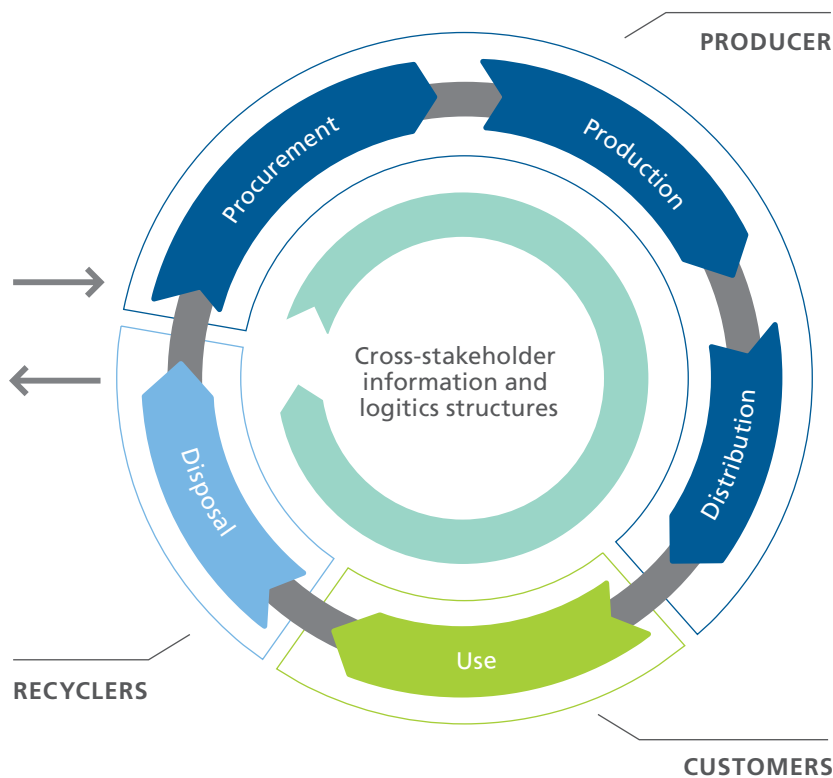 PRODUCER
Procurement
Production
Cross-stakeholder
information and
logitics structures
Distribution
Disposal
Use
RECYCLERS
CUSTOMERS